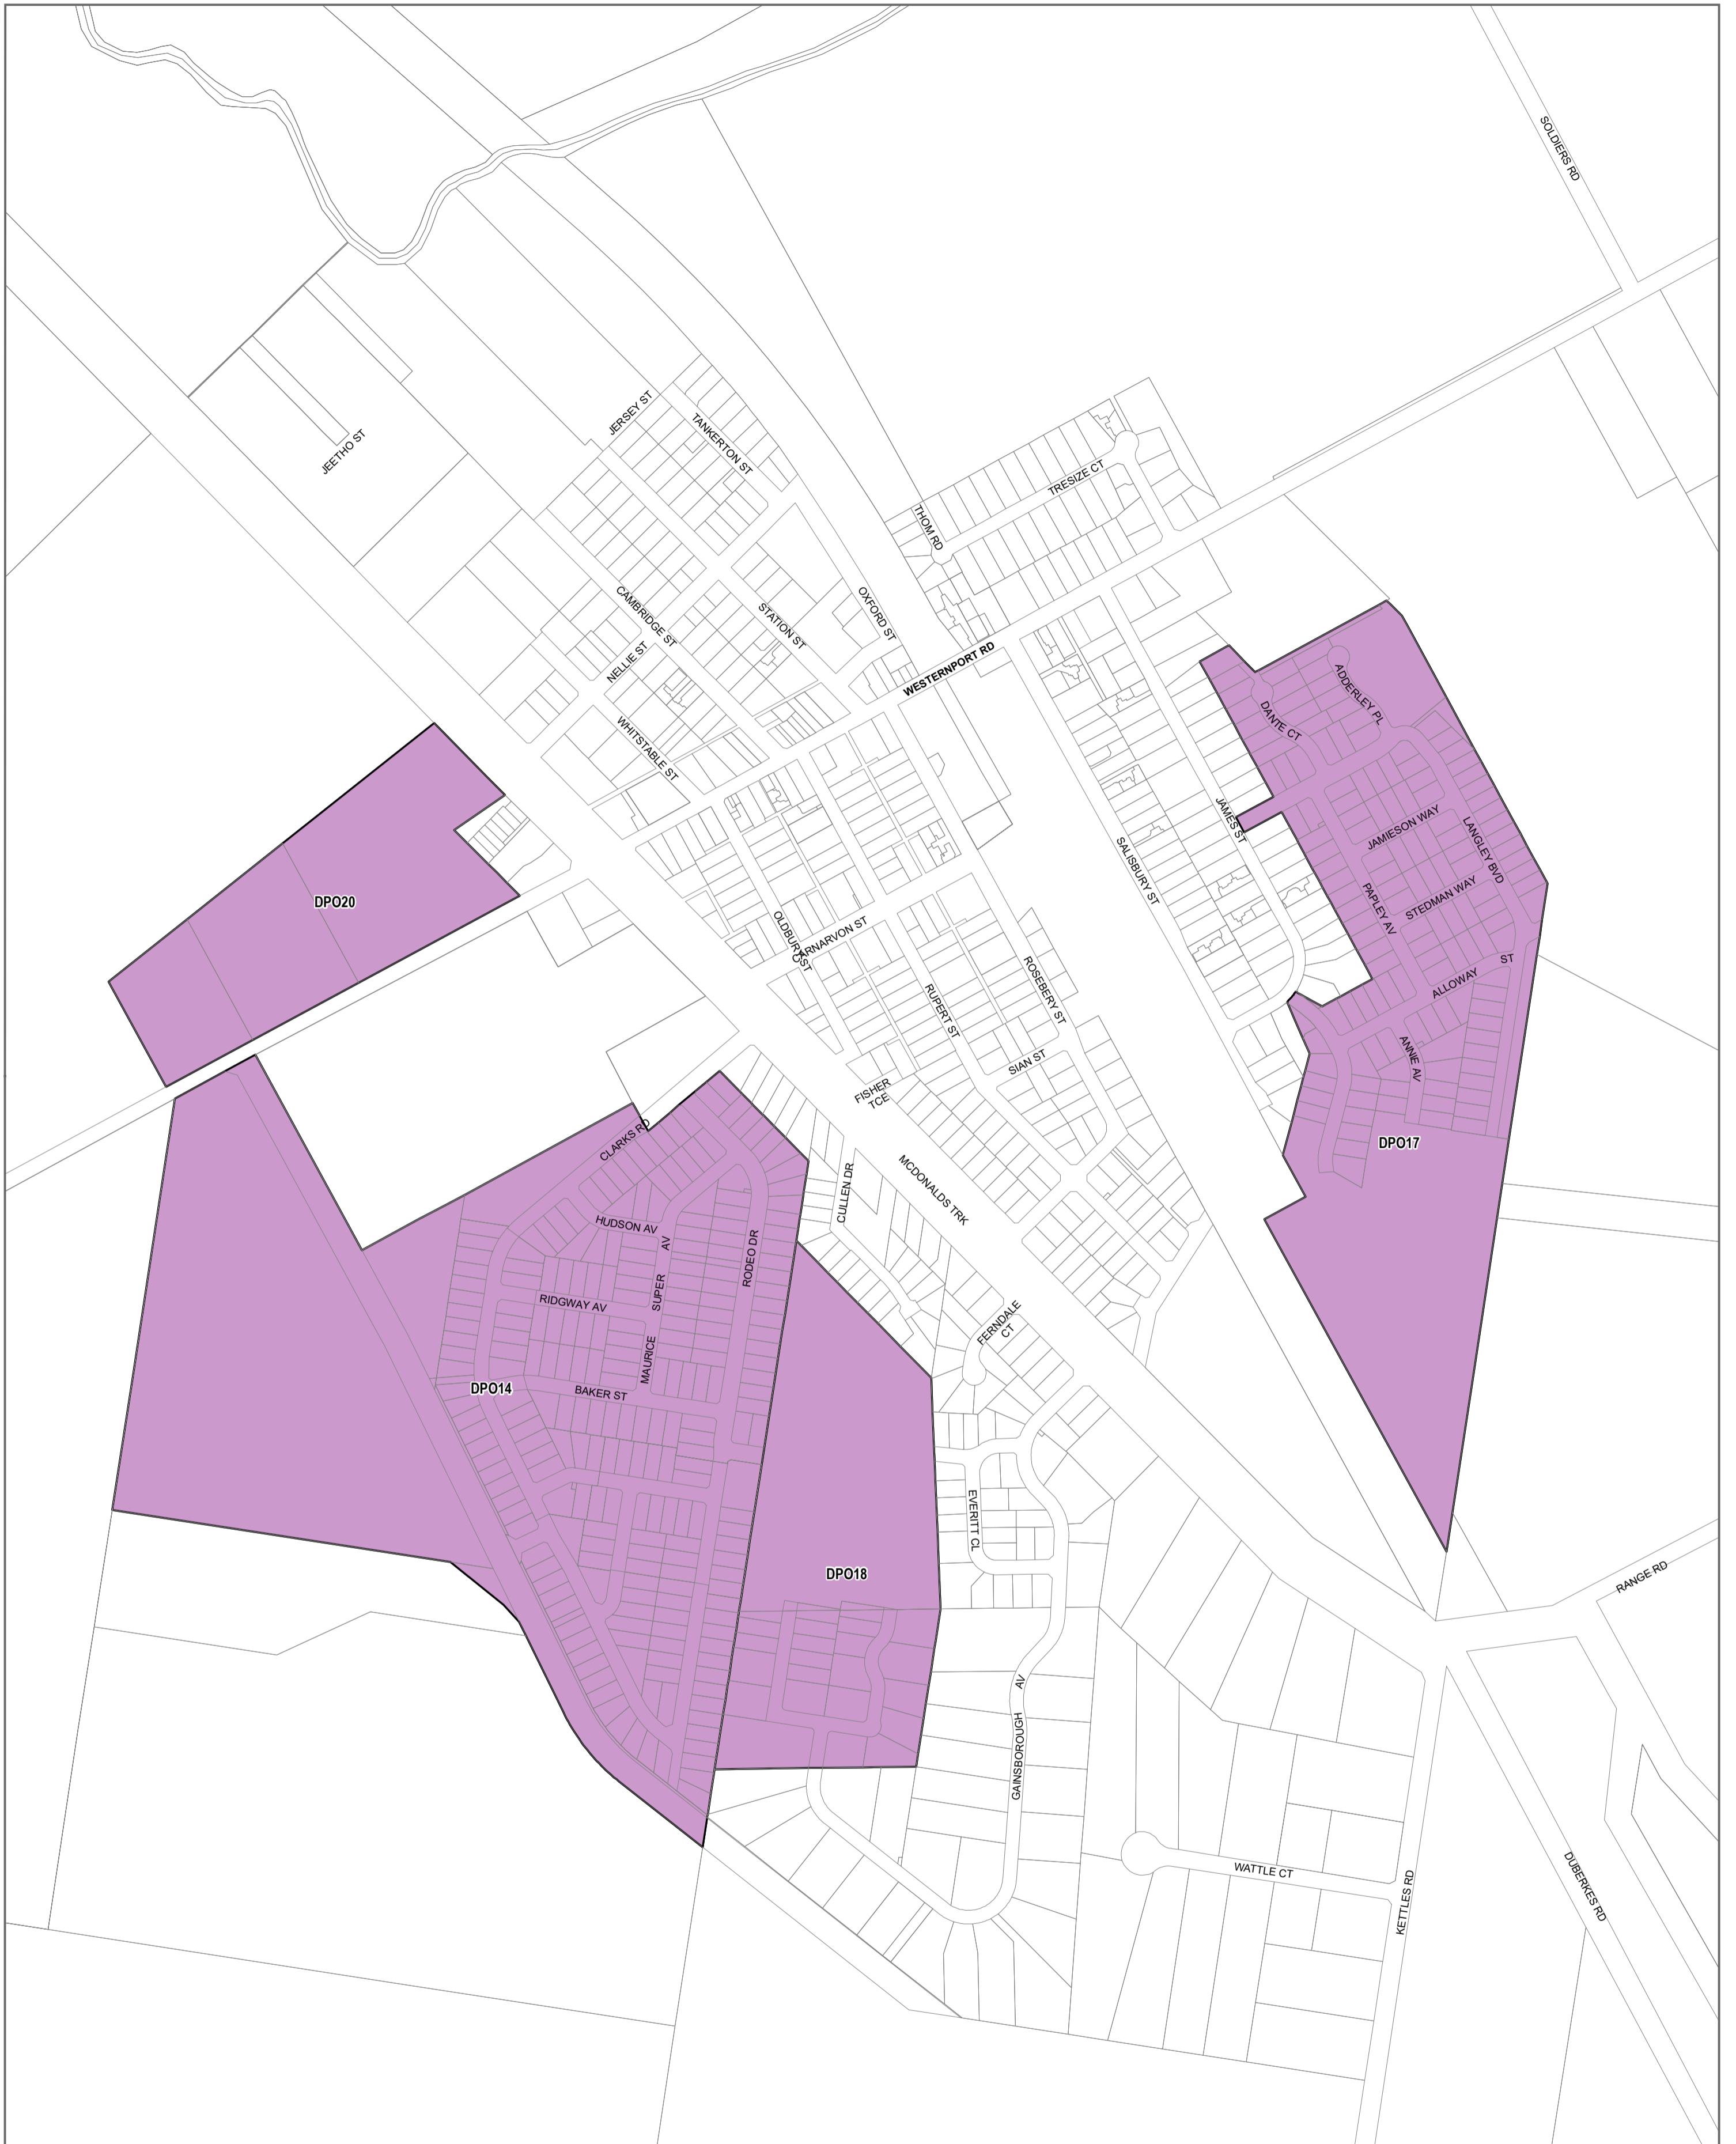 SOLDIERS RD
JERSEY ST
TANKERTON ST
JEETHO ST
TRESIZE CT
THOM RD
CAMBRIDGE ST
STATION ST
OXFORD ST
NELLIE ST
WESTERNPORT RD
WHITSTABLE ST
ADDERLEY PL
DANTE CT
JAMES ST
JAMIESON WAY
LANGLEY BVD
SALISBURY ST
STEDMAN WAY
PAPLEY AV
DPO20
OLDBURY ST
CARNARVON ST
ROSEBERY ST
RUPERT ST
ALLOWAY ST
ANNIE AV
SIAN ST
FISHER
TCE
CLARKS RD
DPO17
CULLEN DR
MCDONALDS TRK
HUDSON AV
RODEO DR
RIDGWAY AV
MAURICE SUPER AV
FERNDALE
CT
DPO14
BAKER ST
EVERITT CL
DPO18
RANGE RD
GAINSBOROUGH AV
WATTLE CT
KETTLES RD
DUBERKES RD